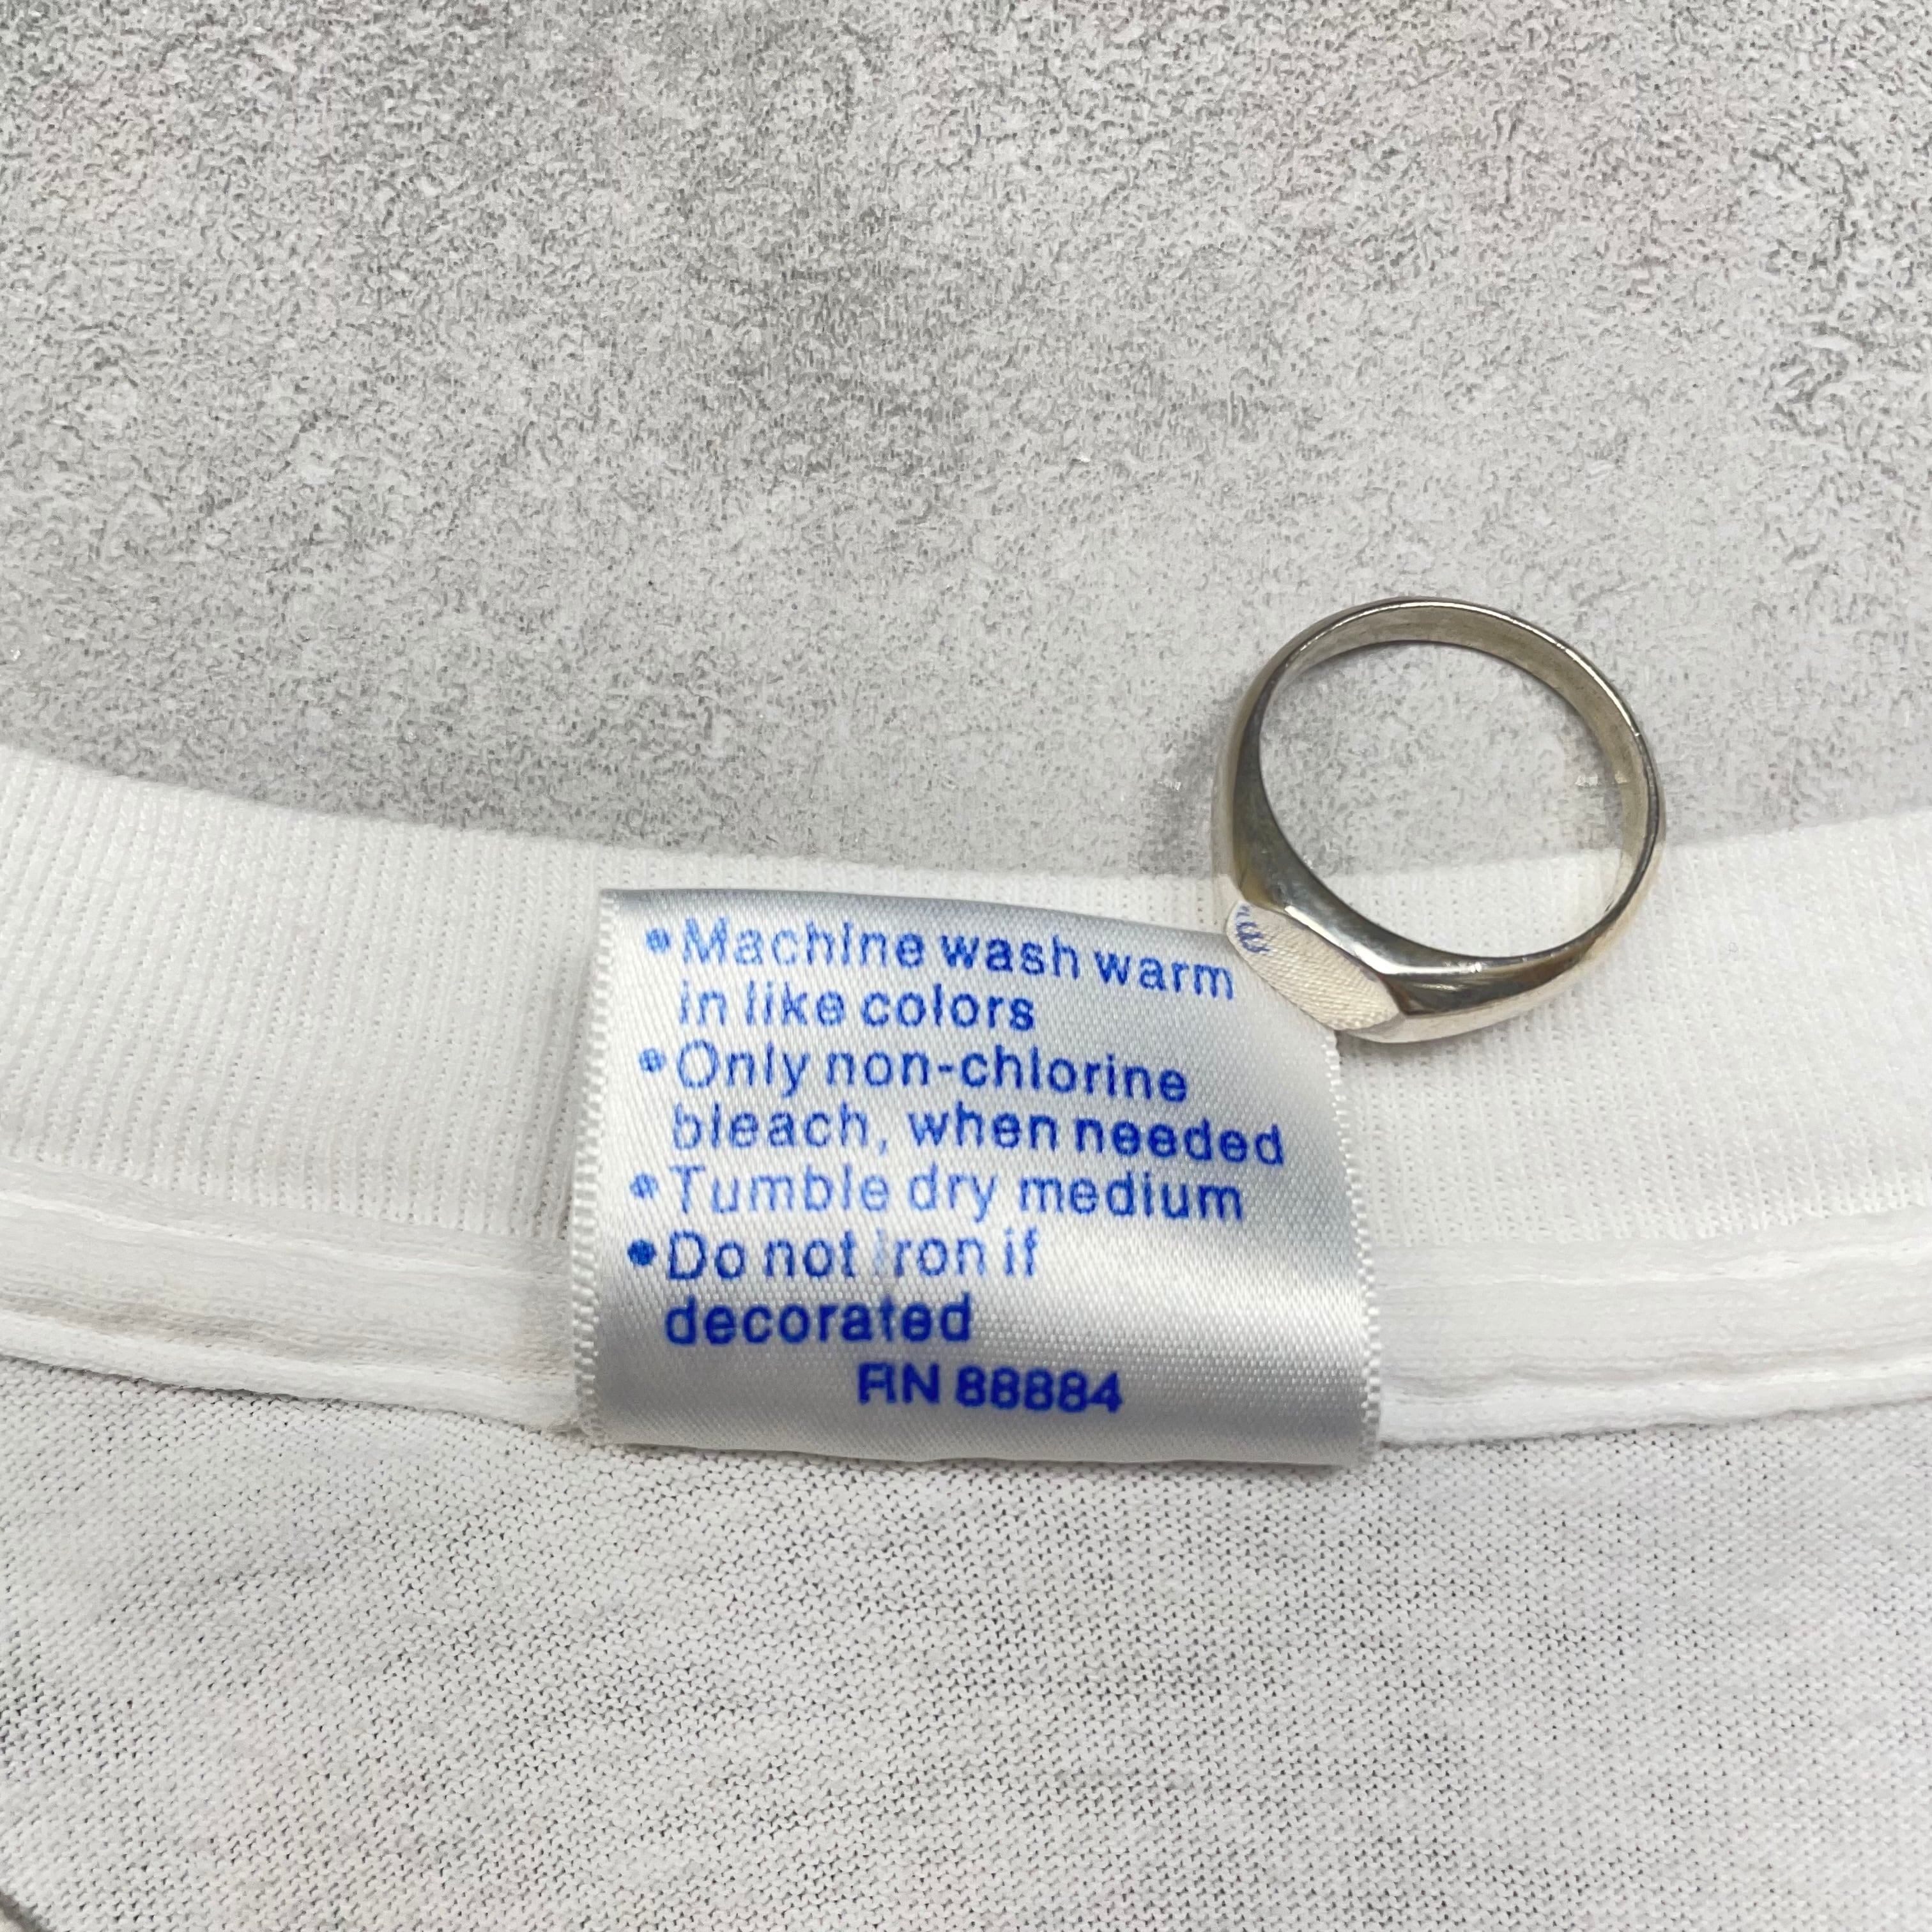 •Machine wash warm
in like colors
•Only non-chlorine
bleach, when needed
•Tumble dry medium
•Do not iron if
decorated
RN 88884